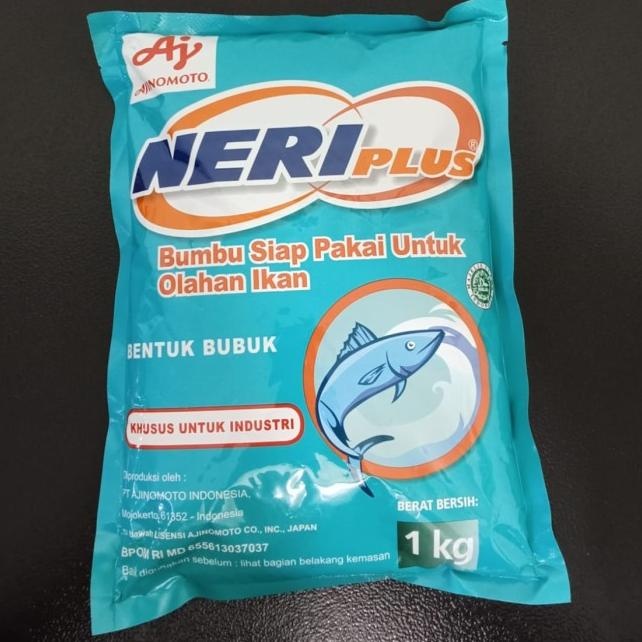 Aj
AJINOMOTO®
NERI PLUS®
Bumbu Siap Pakai Untuk
Olahan Ikan
BENTUK BUBUK
KHUSUS UNTUK INDUSTRI
Diproduksi oleh :
PT AJINOMOTO INDONESIA,
Mojokerto 61352 - Indonesia
Di bawah LISENSI AJINOMOTO CO., INC., JAPAN
BPOM RI MD 655613037037
Baik digunakan sebelum : lihat bagian belakang kemasan
BERAT BERSIH:
1 kg